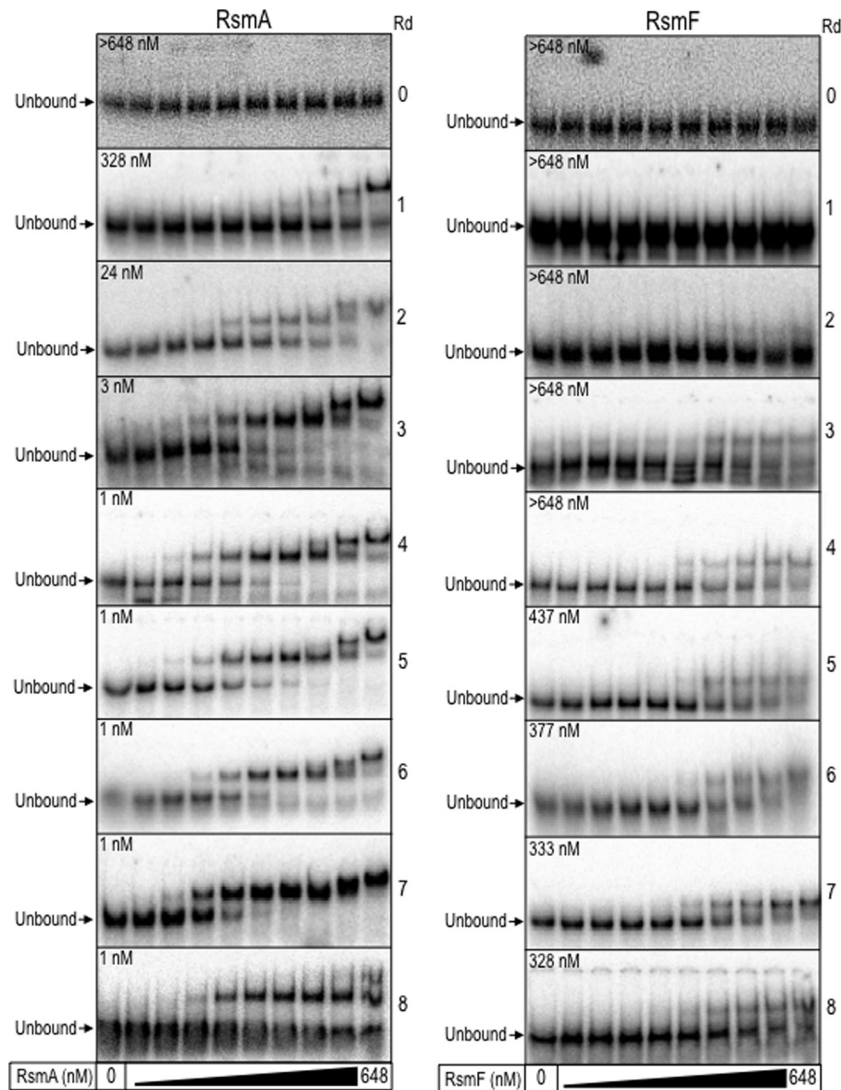 RsmA Rd
>648 nM
Unbound 0
328 nM
Unbound 1
24 nM
Unbound 2
3 nM
Unbound 3
1 nM
Unbound 4
1 nM
Unbound 5
1 nM
Unbound 6
1 nM
Unbound 7
1 nM
Unbound 8
RsmA (nM) 0 648
RsmF Rd
>648 nM
Unbound 0
>648 nM
Unbound 1
>648 nM
Unbound 2
>648 nM
Unbound 3
>648 nM
Unbound 4
437 nM
Unbound 5
377 nM
Unbound 6
333 nM
Unbound 7
328 nM
Unbound 8
RsmF (nM) 0 648